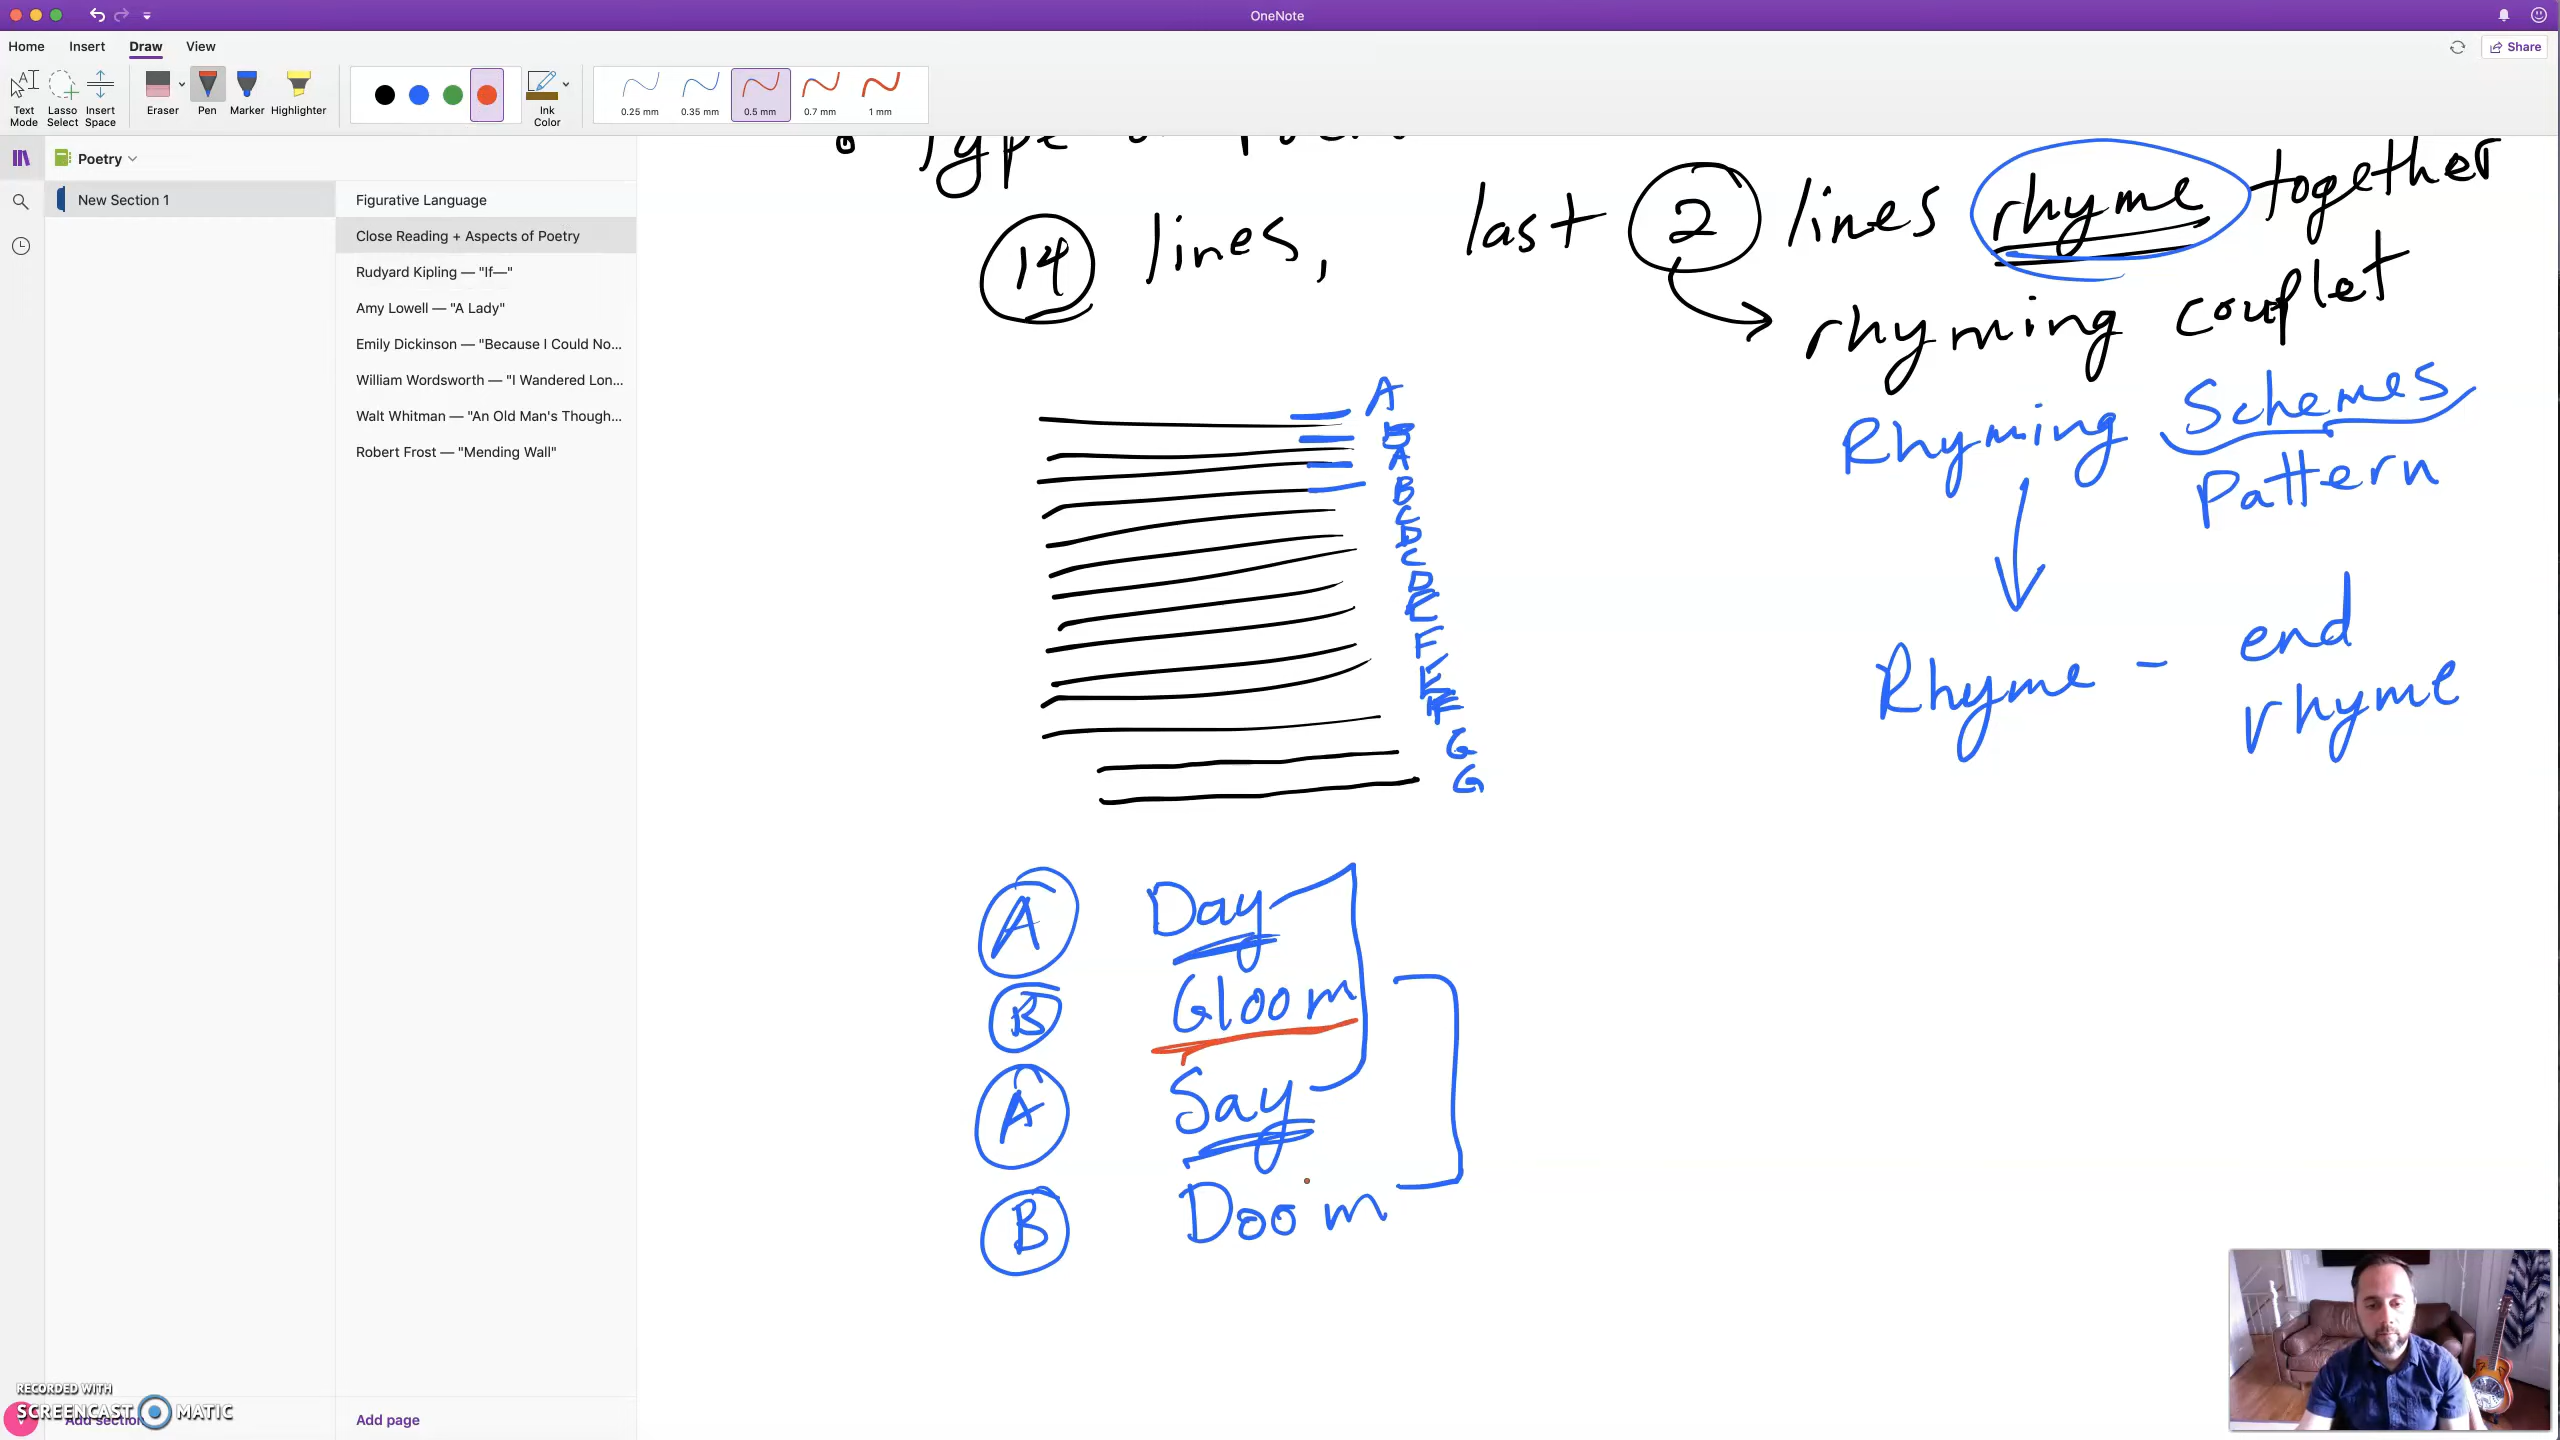 OneNote
Home Insert Draw View
Share
Text Mode
Lasso Select
Insert Space
Eraser
Pen
Marker
Highlighter
Ink Color
0.25 mm
0.35 mm
0.5 mm
0.7 mm
1 mm
Poetry
New Section 1
Figurative Language
Close Reading + Aspects of Poetry
Rudyard Kipling — "If—"
Amy Lowell — "A Lady"
Emily Dickinson — "Because I Could No...
William Wordsworth — "I Wandered Lon...
Walt Whitman — "An Old Man's Though...
Robert Frost — "Mending Wall"
Type
14 lines, last 2 lines rhyme together
rhyming couplet
Rhyming Schemes
Pattern
Rhyme - end rhyme
A
B
A
B
C
D
C
D
E
F
E
F
G
G
A Day
B Gloom
A Say
B Doom
RECORDED WITH
SCREENCAST MATIC
Add section
Add page